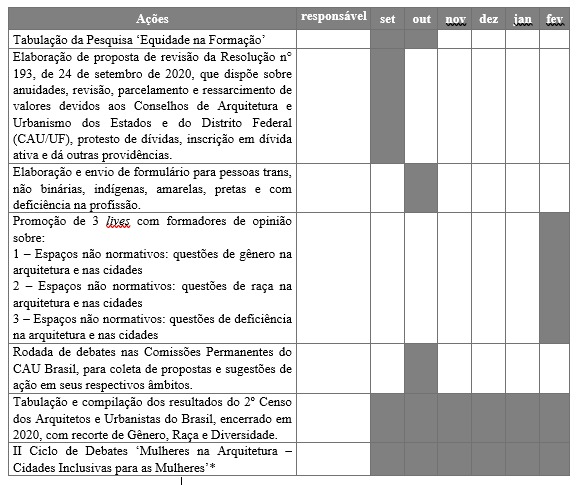 Ações responsável set out nov dez jan fev
Tabulação da Pesquisa ‘Equidade na Formação’
Elaboração de proposta de revisão da Resolução n°
193, de 24 de setembro de 2020, que dispõe sobre
anuidades, revisão, parcelamento e ressarcimento de
valores devidos aos Conselhos de Arquitetura e
Urbanismo dos Estados e do Distrito Federal
(CAU/UF), protesto de dívidas, inscrição em dívida
ativa e dá outras providências.
Elaboração e envio de formulário para pessoas trans,
não binárias, indígenas, amarelas, pretas e com
deficiência na profissão.
Promoção de 3 lives com formadores de opinião
sobre:
1 – Espaços não normativos: questões de gênero na
arquitetura e nas cidades
2 – Espaços não normativos: questões de raça na
arquitetura e nas cidades
3 – Espaços não normativos: questões de deficiência
na arquitetura e nas cidades
Rodada de debates nas Comissões Permanentes do
CAU Brasil, para coleta de propostas e sugestões de
ação em seus respectivos âmbitos.
Tabulação e compilação dos resultados do 2º Censo
dos Arquitetos e Urbanistas do Brasil, encerrado em
2020, com recorte de Gênero, Raça e Diversidade.
II Ciclo de Debates ‘Mulheres na Arquitetura –
Cidades Inclusivas para as Mulheres’*